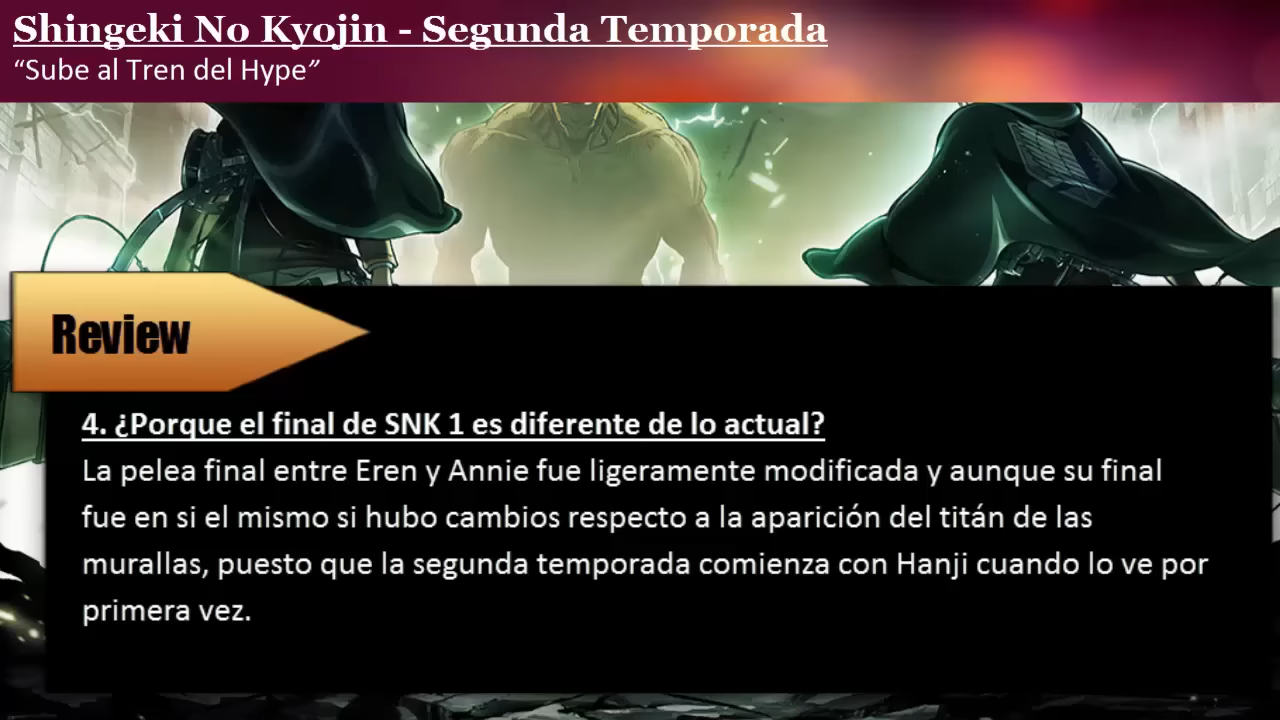 Shingeki No Kyojin - Segunda Temporada
“Sube al Tren del Hype”
Review
4. ¿Porque el final de SNK 1 es diferente de lo actual?
La pelea final entre Eren y Annie fue ligeramente modificada y aunque su final
fue en si el mismo si hubo cambios respecto a la aparición del titán de las
murallas, puesto que la segunda temporada comienza con Hanji cuando lo ve por
primera vez.